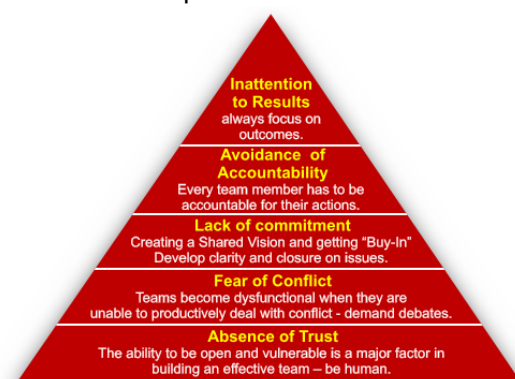 Inattention
to Results
always focus on
outcomes.
Avoidance of
Accountability
Every team member has to be
accountable for their actions.
Lack of commitment
Creating a Shared Vision and getting “Buy-In”
Develop clarity and closure on issues.
Fear of Conflict
Teams become dysfunctional when they are
unable to productively deal with conflict - demand debates.
Absence of Trust
The ability to be open and vulnerable is a major factor in
building an effective team – be human.